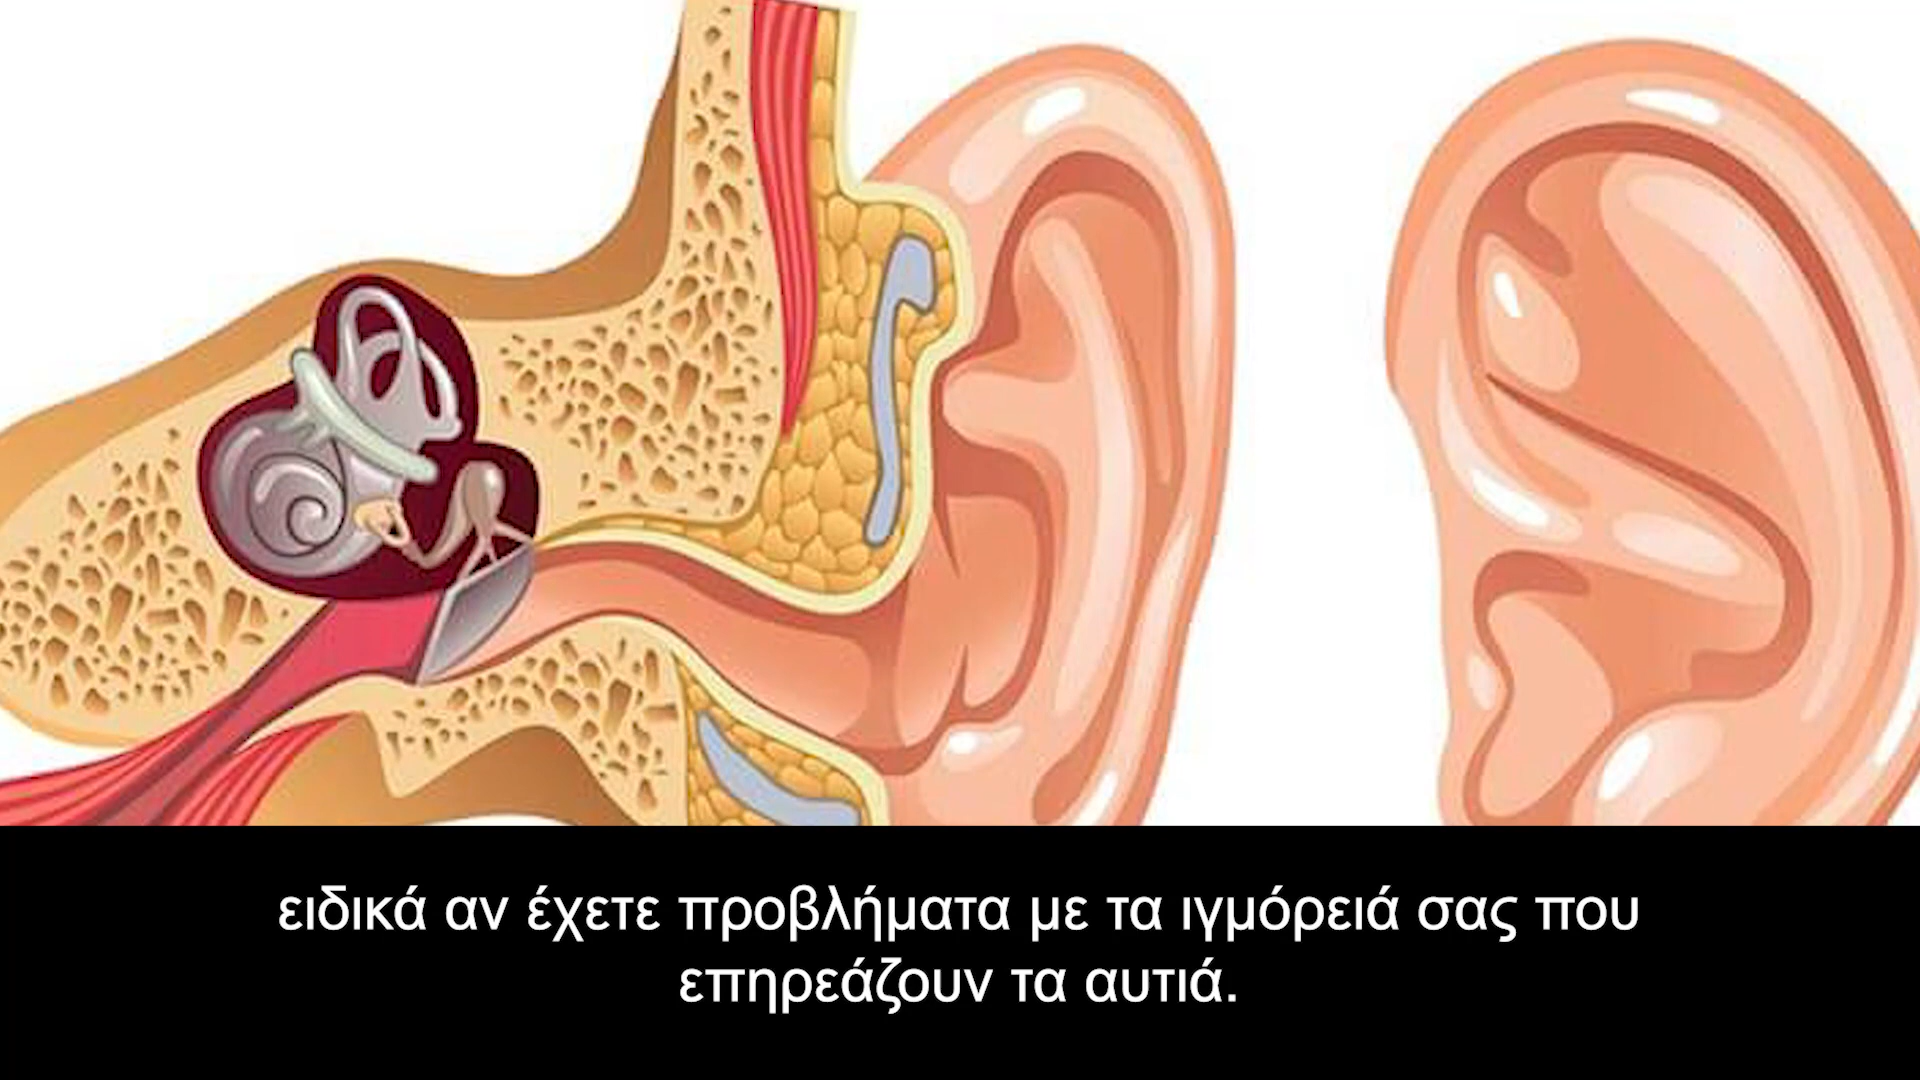 ειδικά αν έχετε προβλήματα με τα ιγμόρειά σας που
επηρεάζουν τα αυτιά.